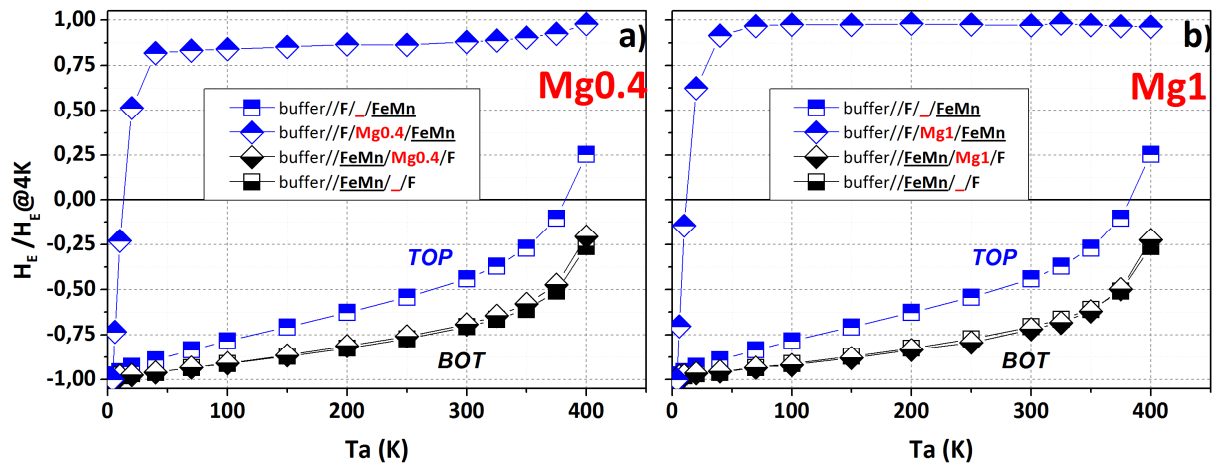 1,00
0,75
0,50
0,25
0,00
-0,25
-0,50
-0,75
-1,00
H_E /H_E@4K
a)
Mg0.4
buffer//F/_/FeMn
buffer//F/Mg0.4/FeMn
buffer//FeMn/Mg0.4/F
buffer//FeMn/_/F
TOP
BOT
0 100 200 300 400
Ta (K)
b)
Mg1
buffer//F/_/FeMn
buffer//F/Mg1/FeMn
buffer//FeMn/Mg1/F
buffer//FeMn/_/F
TOP
BOT
0 100 200 300 400
Ta (K)